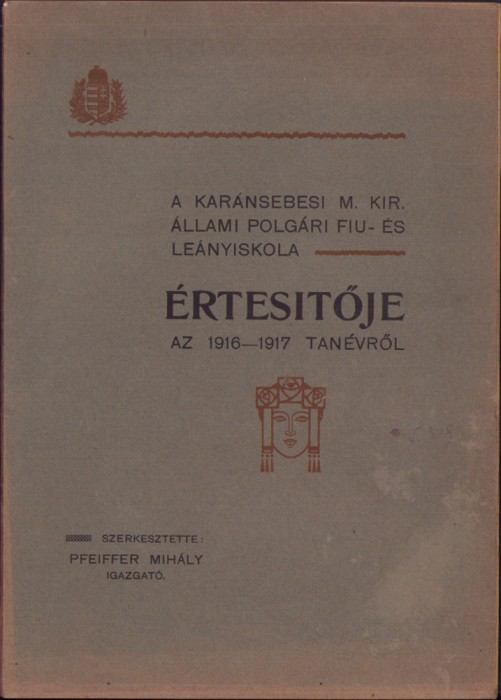 A KARÁNSEBESI M. KIR.
ÁLLAMI POLGÁRI FIU- ÉS
LEÁNYISKOLA
ÉRTESITŐJE
AZ 1916—1917 TANÉVRŐL
SZERKESZTETTE:
PFEIFFER MIHÁLY
IGAZGATÓ.